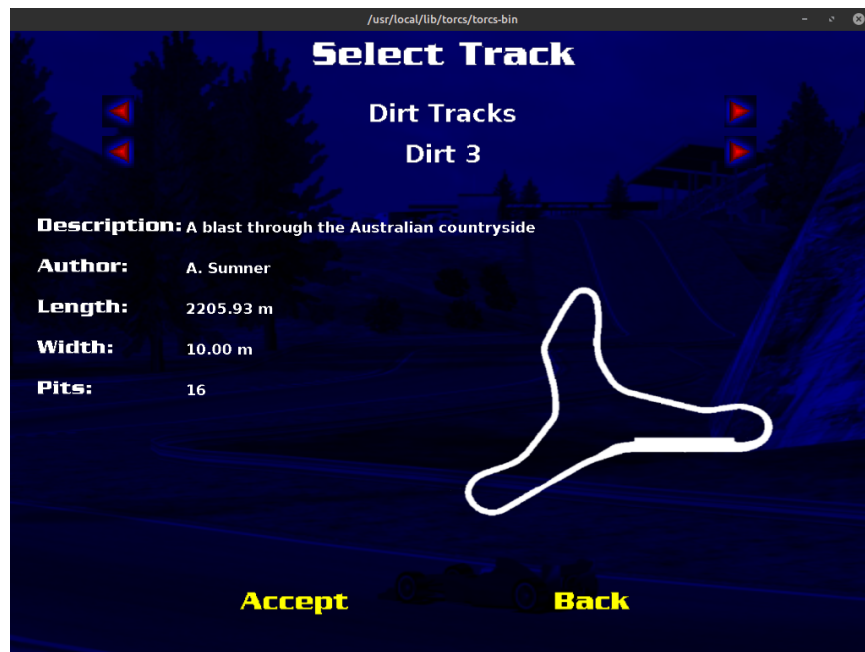 /usr/local/lib/torcs/torcs-bin
Select Track
Dirt Tracks
Dirt 3
Description: A blast through the Australian countryside
Author: A. Sumner
Length: 2205.93 m
Width: 10.00 m
Pits: 16
Accept Back